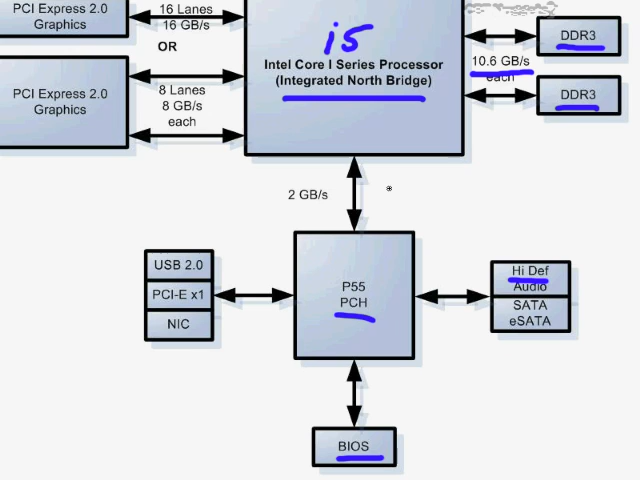 PCI Express 2.0
Graphics
16 Lanes
16 GB/s
OR
PCI Express 2.0
Graphics
8 Lanes
8 GB/s
each
i5
Intel Core I Series Processor
(Integrated North Bridge)
DDR3
10.6 GB/s
each
DDR3
2 GB/s
USB 2.0
PCI-E x1
NIC
P55
PCH
Hi Def
Audio
SATA
eSATA
BIOS